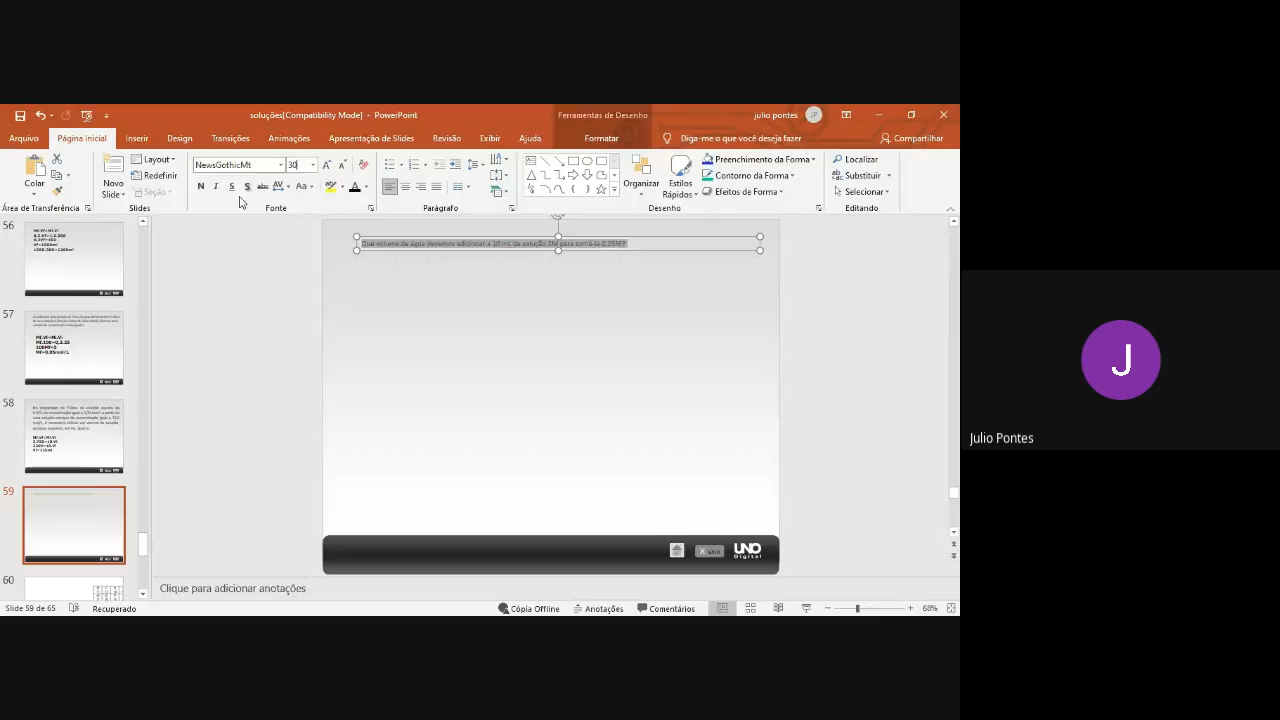 soluções[Compatibility Mode] - PowerPoint
Ferramentas de Desenho
julio pontes
JP
Arquivo
Página Inicial
Inserir
Design
Transições
Animações
Apresentação de Slides
Revisão
Exibir
Ajuda
Formatar
Diga-me o que você deseja fazer
Compartilhar
Colar
Novo
Slide
Layout
Redefinir
Seção
NewsGothicMt
30
N I S S abc AV Aa A
Organizar
Estilos
Rápidos
Preenchimento da Forma
Contorno da Forma
Efeitos de Forma
Localizar
Substituir
Selecionar
Área de Transferência
Slides
Fonte
Parágrafo
Desenho
Editando
56
57
58
59
60
Que volume de água devemos adicionar a 10 mL de solução 2M para torná-la 0,25M?
X SAIR
UNO
Digital
Clique para adicionar anotações
Slide 59 de 65
Recuperado
Cópia Offline
Anotações
Comentários
68%
J
Julio Pontes